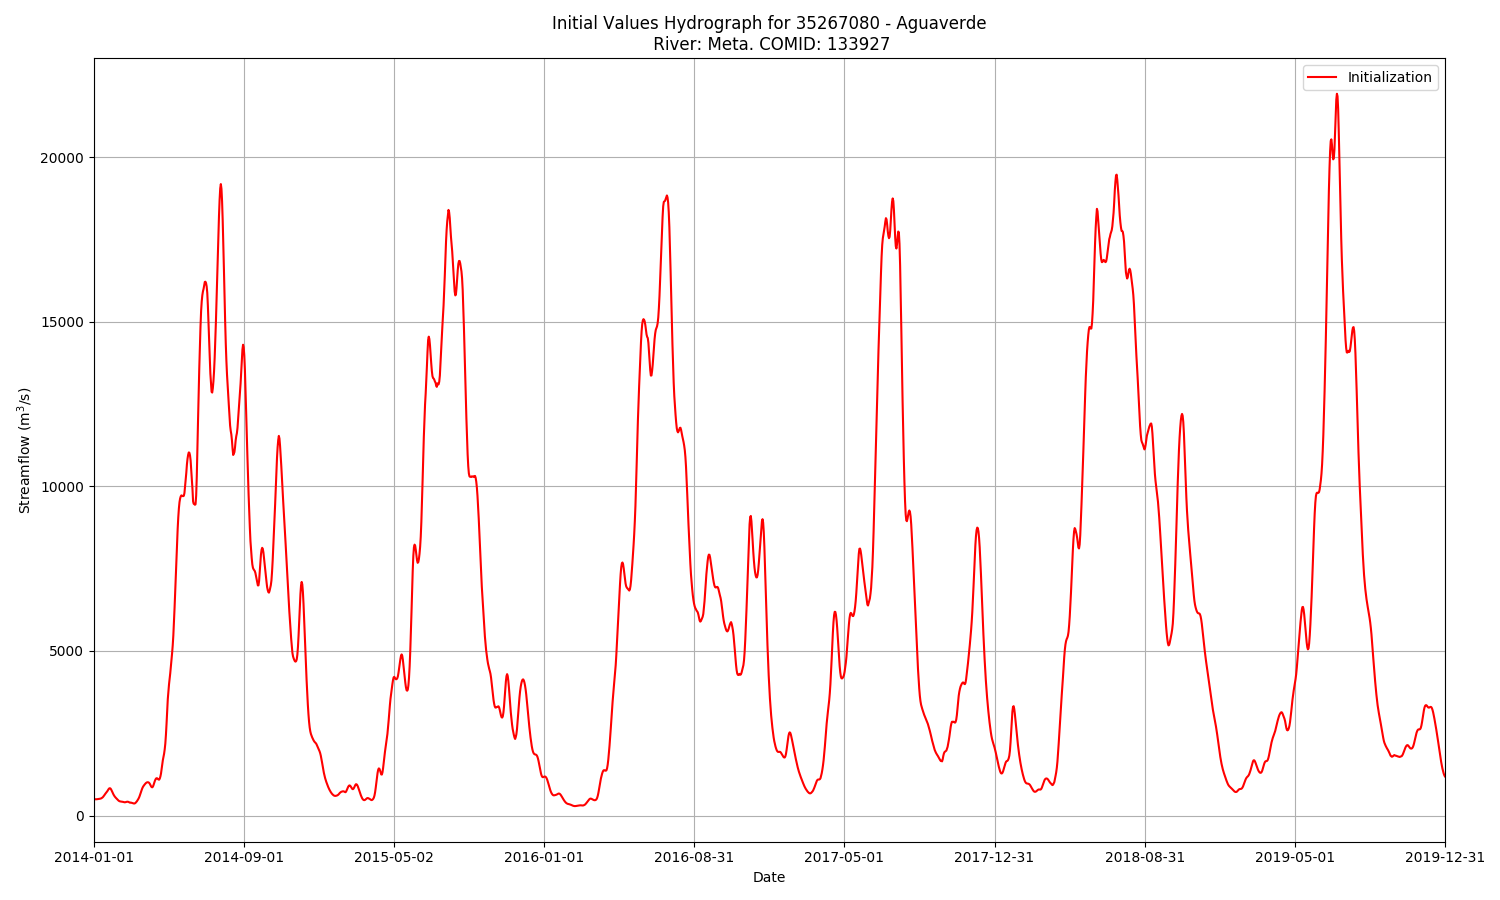 Initial Values Hydrograph for 35267080 - Aguaverde
River: Meta. COMID: 133927
Initialization
Streamflow (m³/s)
20000
15000
10000
5000
0
2014-01-01 2014-09-01 2015-05-02 2016-01-01 2016-08-31 2017-05-01 2017-12-31 2018-08-31 2019-05-01 2019-12-31
Date